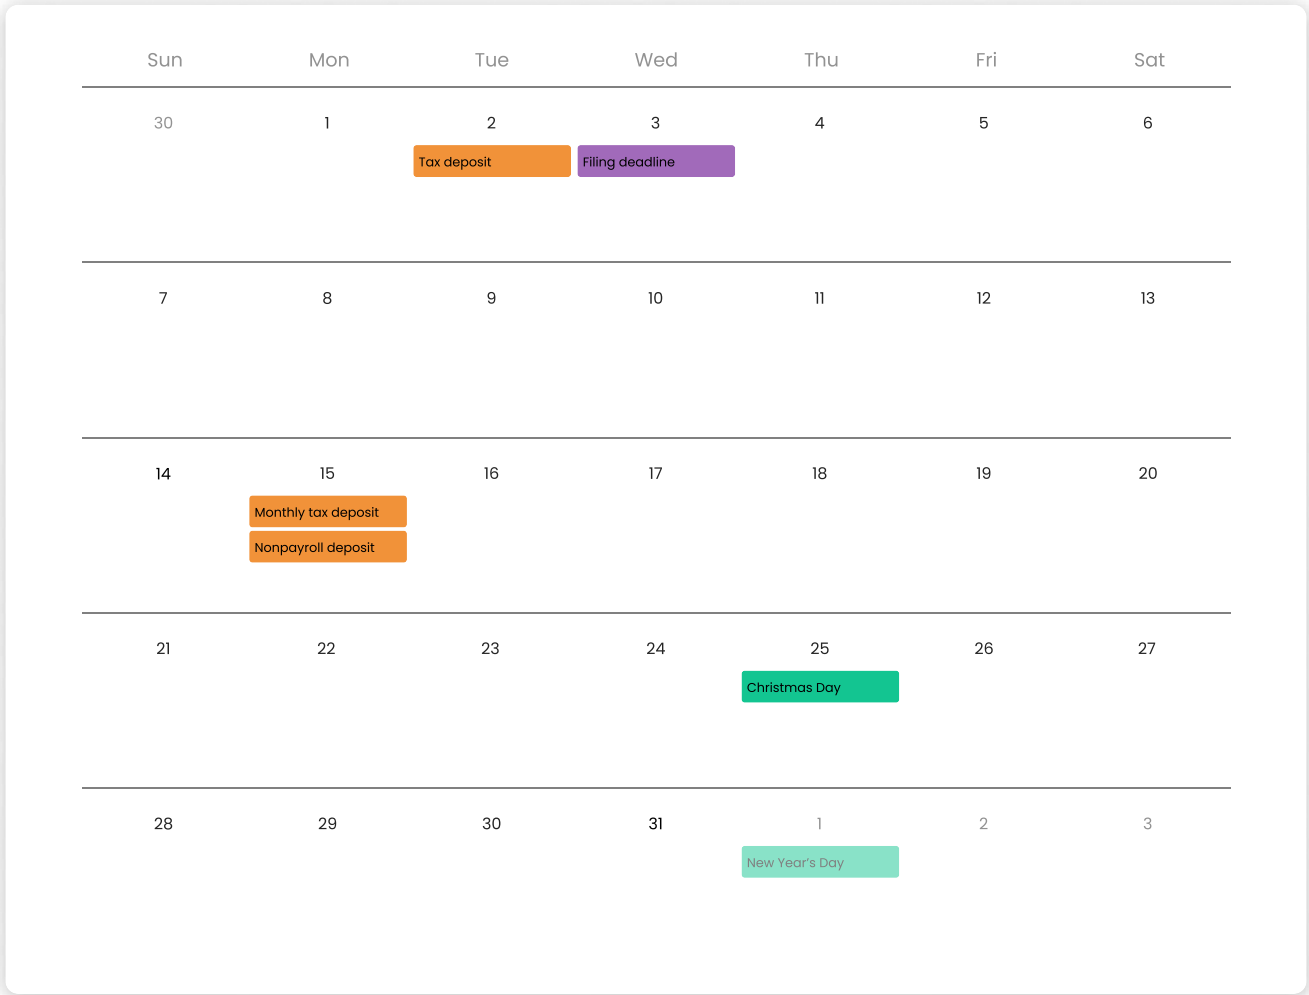 Sun Mon Tue Wed Thu Fri Sat
30 1 2 3 4 5 6
Tax deposit Filing deadline
7 8 9 10 11 12 13
14 15 16 17 18 19 20
Monthly tax deposit
Nonpayroll deposit
21 22 23 24 25 26 27
Christmas Day
28 29 30 31 1 2 3
New Year's Day